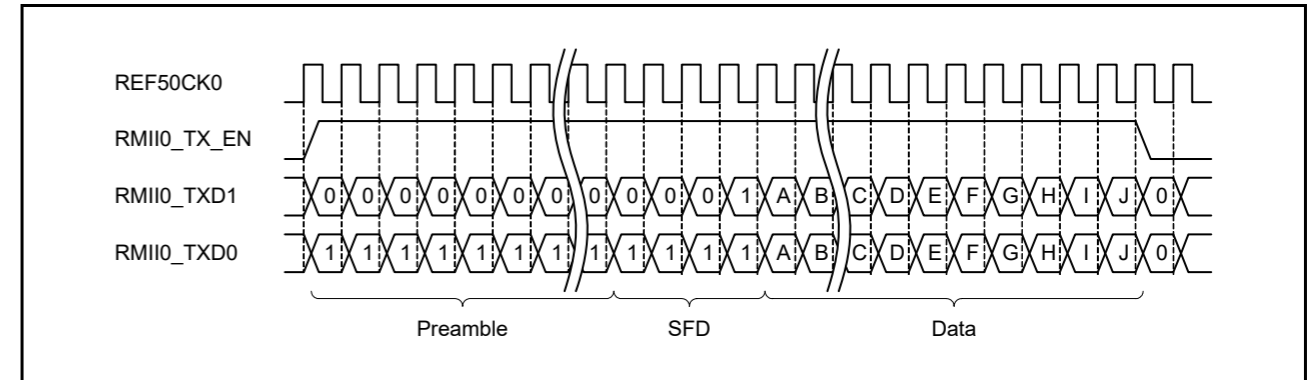 REF50CK0
RMII0_TX_EN
RMII0_TXD1 0 0 0 0 0 0 0 0 0 0 0 1 A B C D E F G H I J 0
RMII0_TXD0 1 1 1 1 1 1 1 1 1 1 1 1 A B C D E F G H I J 0
Preamble SFD Data